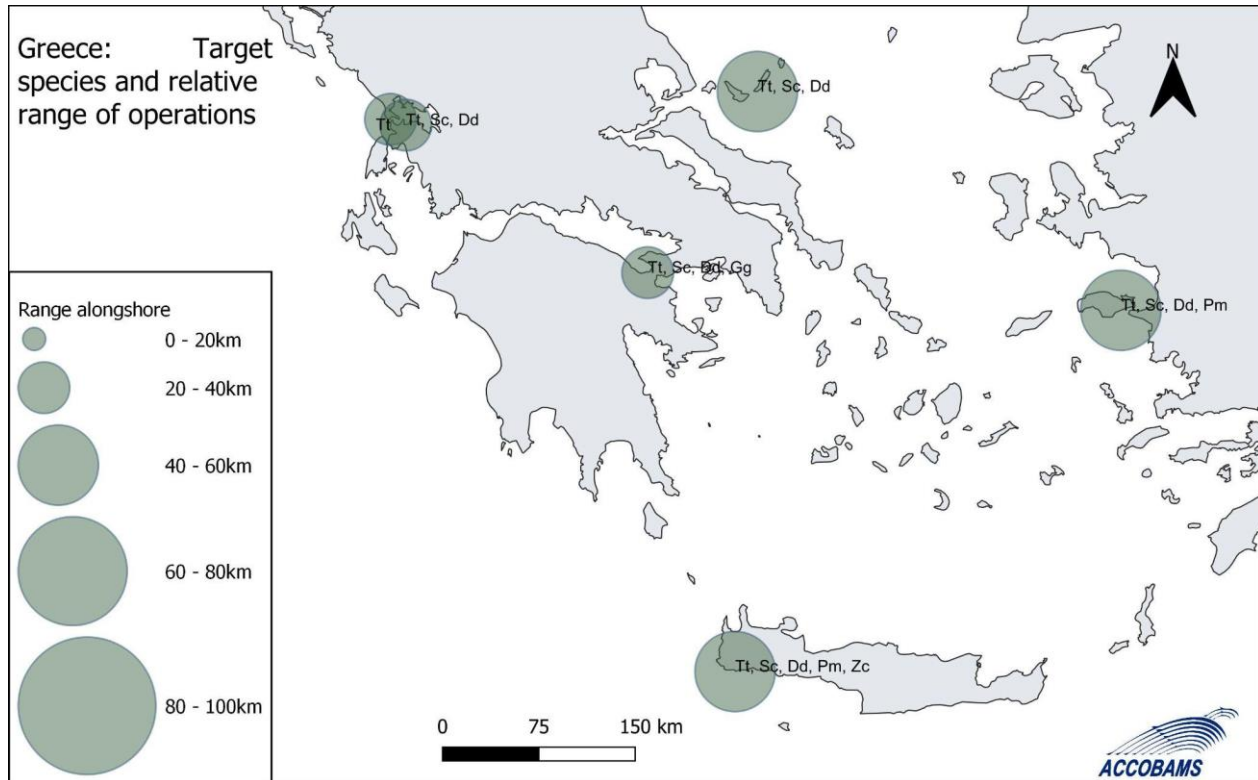 Greece: Target
species and relative
range of operations
N
Tt, Sc, Dd
Tt
Tt, Sc, Dd
Tt, Sc, Dd, Gg
Tt, Sc, Dd, Pm
Tt, Sc, Dd, Pm, Zc
Range alongshore
0 - 20km
20 - 40km
40 - 60km
60 - 80km
80 - 100km
0 75 150 km
ACCOBAMS